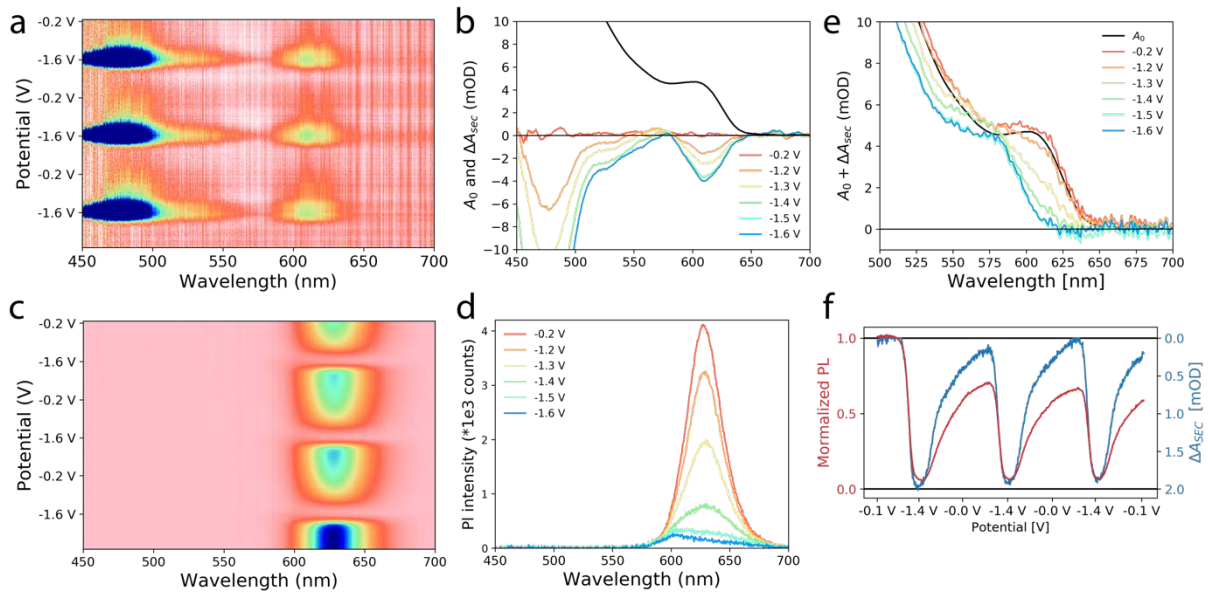 a
-0.2 V
-1.6 V
-0.2 V
-1.6 V
-0.2 V
-1.6 V
Potential (V)
450 500 550 600 650 700
Wavelength (nm)
b
10
8
6
4
2
0
-2
-4
-6
-8
-10
A0 and ΔAsec (mOD)
-0.2 V
-1.2 V
-1.3 V
-1.4 V
-1.5 V
-1.6 V
450 500 550 600 650 700
Wavelength (nm)
e
10
8
6
4
2
0
A0 + ΔAsec (mOD)
A0
-0.2 V
-1.2 V
-1.3 V
-1.4 V
-1.5 V
-1.6 V
500 525 550 575 600 625 650 675 700
Wavelength [nm]
c
-0.2 V
-1.6 V
-0.2 V
-1.6 V
-0.2 V
-1.6 V
Potential (V)
450 500 550 600 650 700
Wavelength (nm)
d
4
3
2
1
0
Pl intensity (*1e3 counts)
-0.2 V
-1.2 V
-1.3 V
-1.4 V
-1.5 V
-1.6 V
450 500 550 600 650 700
Wavelength (nm)
f
1.0
0.5
0.0
Mormalized PL
0.0
0.5
1.0
1.5
2.0
ΔASEC [mOD]
-0.1 V -1.4 V -0.0 V -1.4 V -0.0 V -1.4 V -0.1 V
Potential [V]